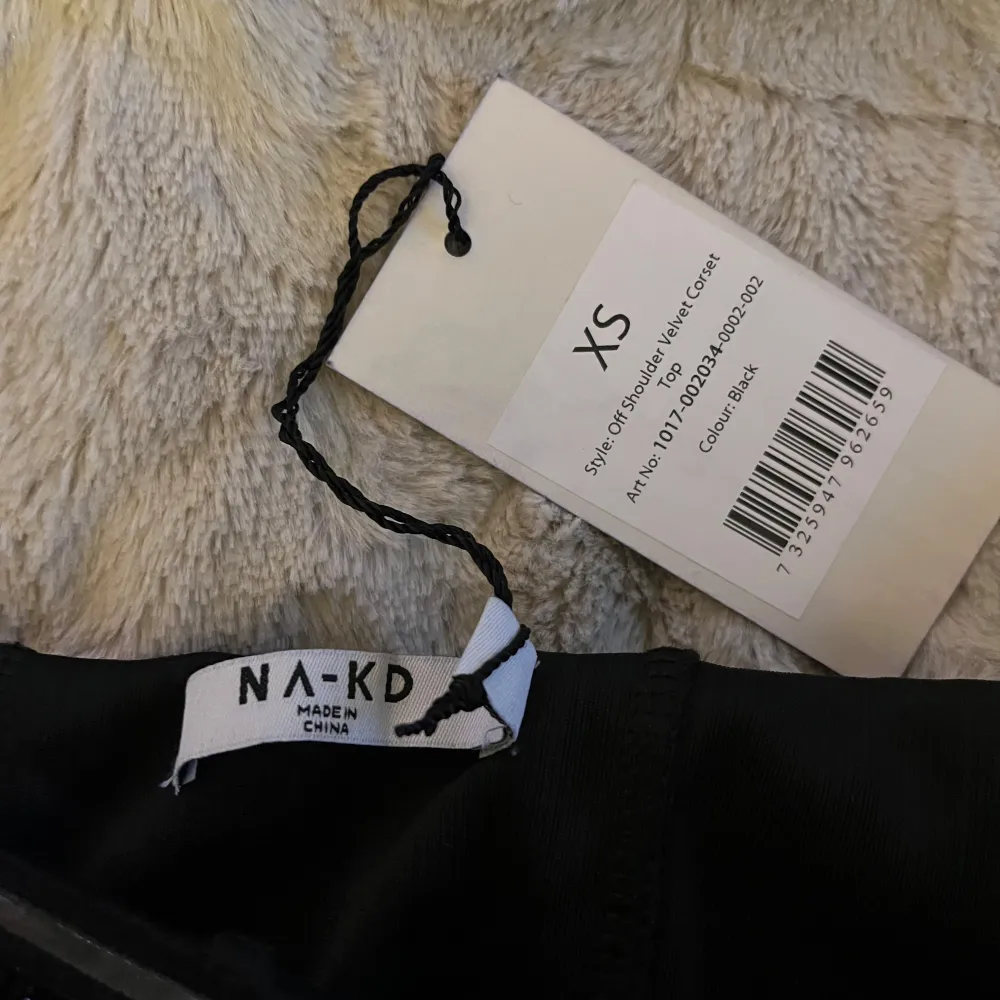 XS
Style: Off Shoulder Velvet Corset
Top
Art No: 1017-002034-0002-002
Colour: Black
7 325947 962659
NA-KD
MADE IN
CHINA